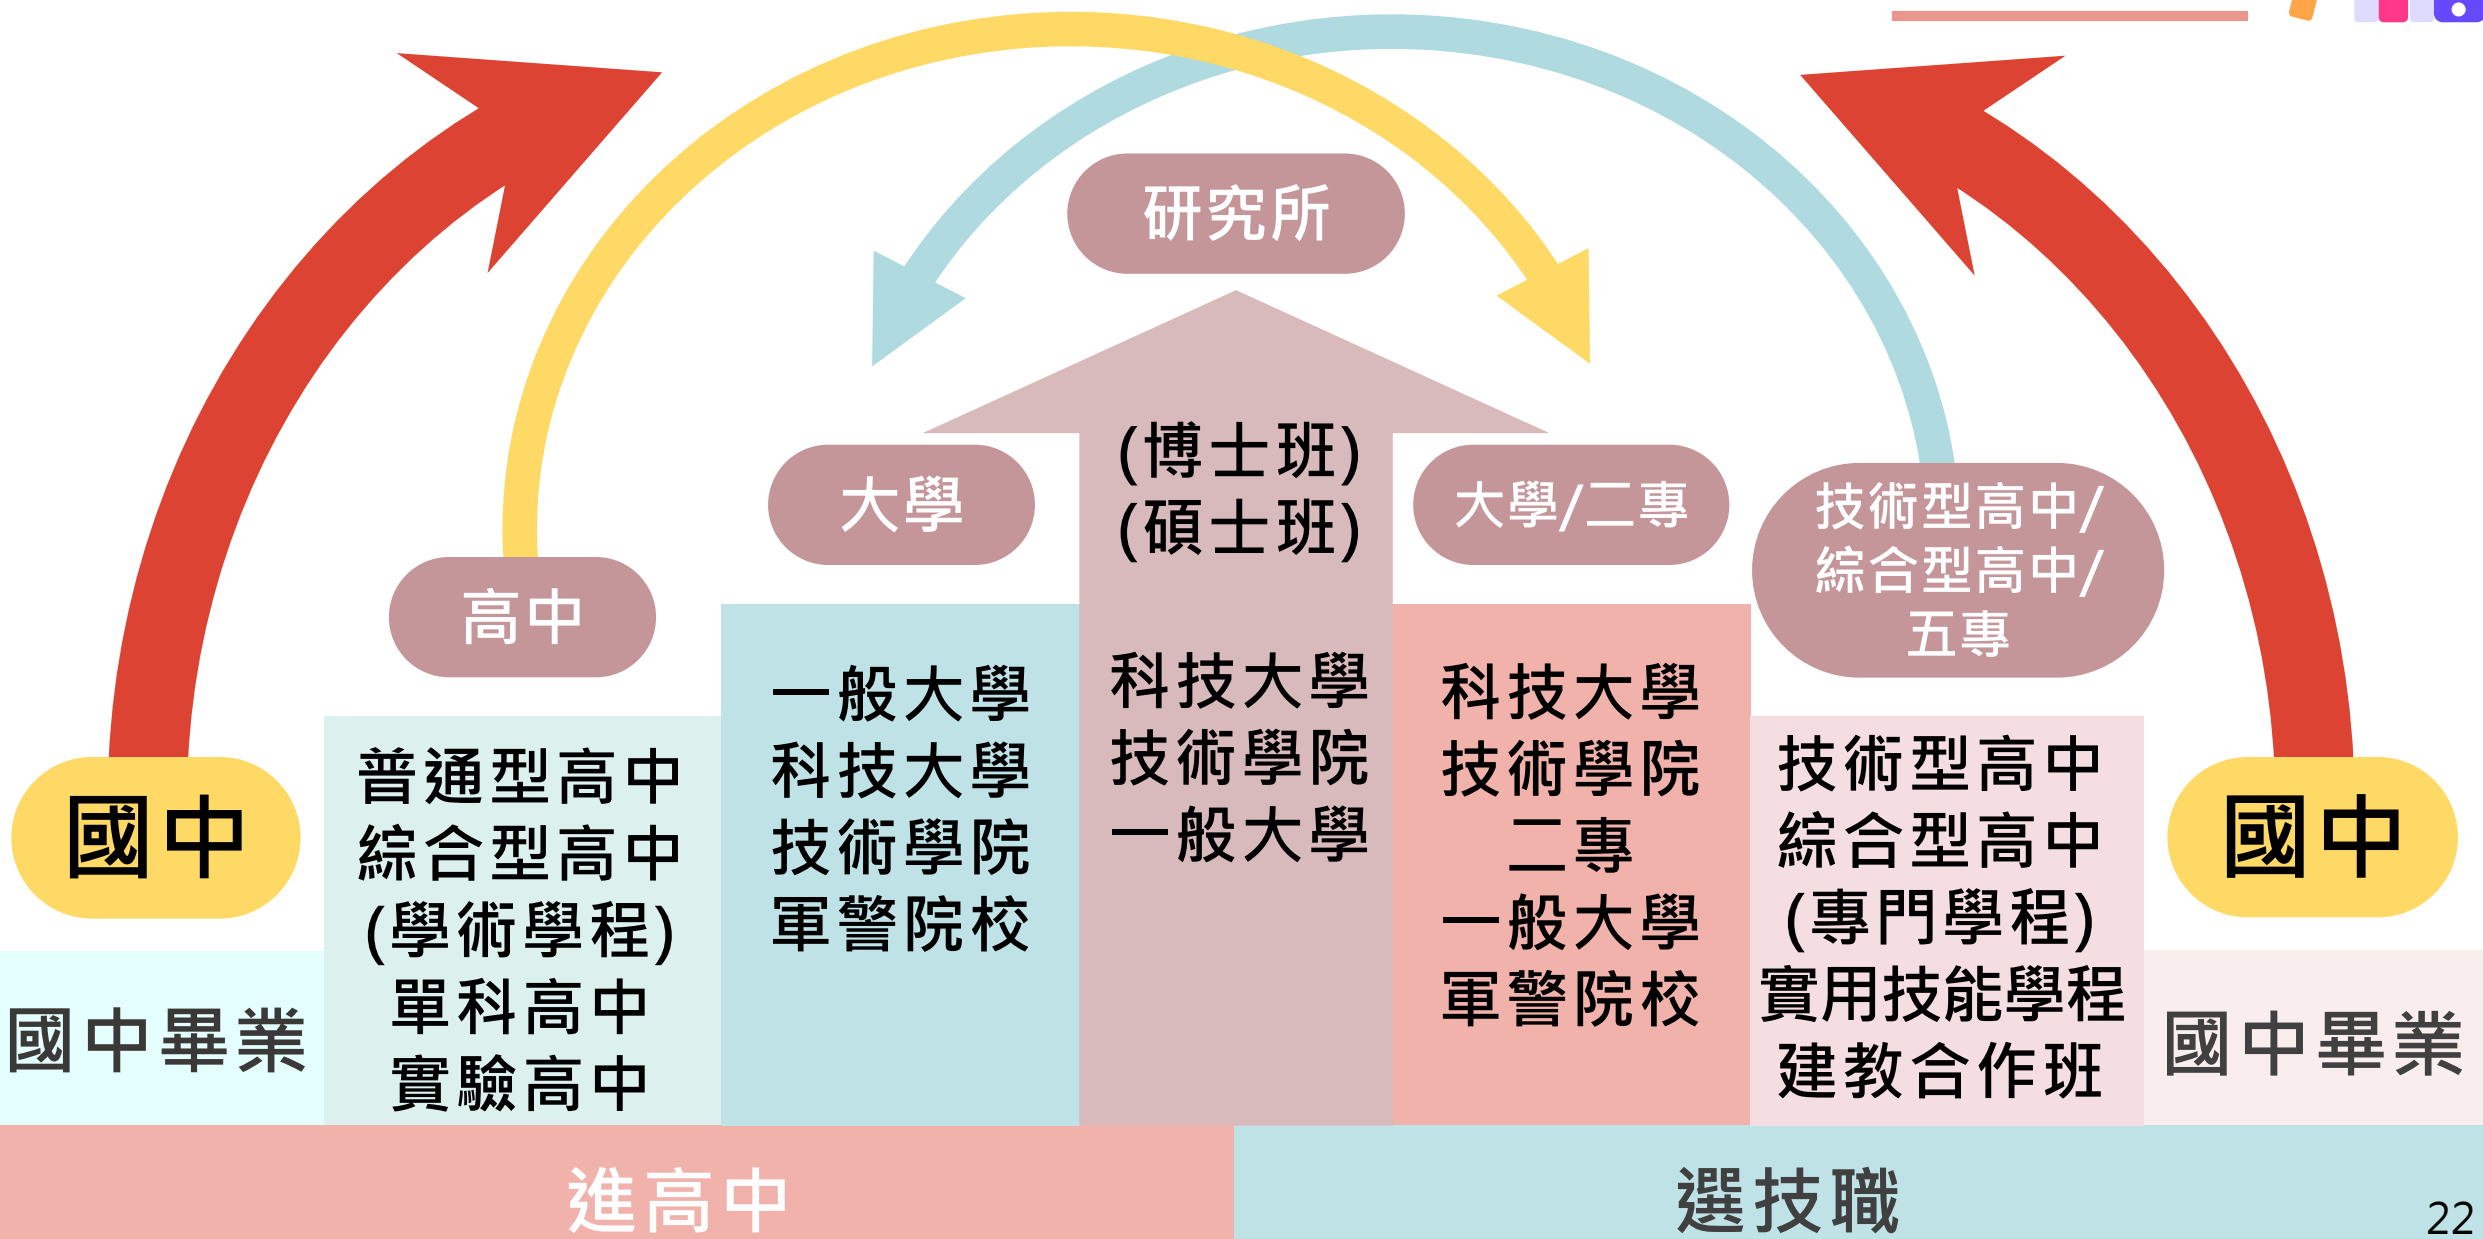 研究所
(博士班)
(碩士班)
科技大學
技術學院
一般大學
國中
國中畢業
高中
普通型高中
綜合型高中
(學術學程)
單科高中
實驗高中
大學
一般大學
科技大學
技術學院
軍警院校
大學/二專
科技大學
技術學院
二專
一般大學
軍警院校
技術型高中/
綜合型高中/
五專
技術型高中
綜合型高中
(專門學程)
實用技能學程
建教合作班
國中
國中畢業
進高中
選技職
22